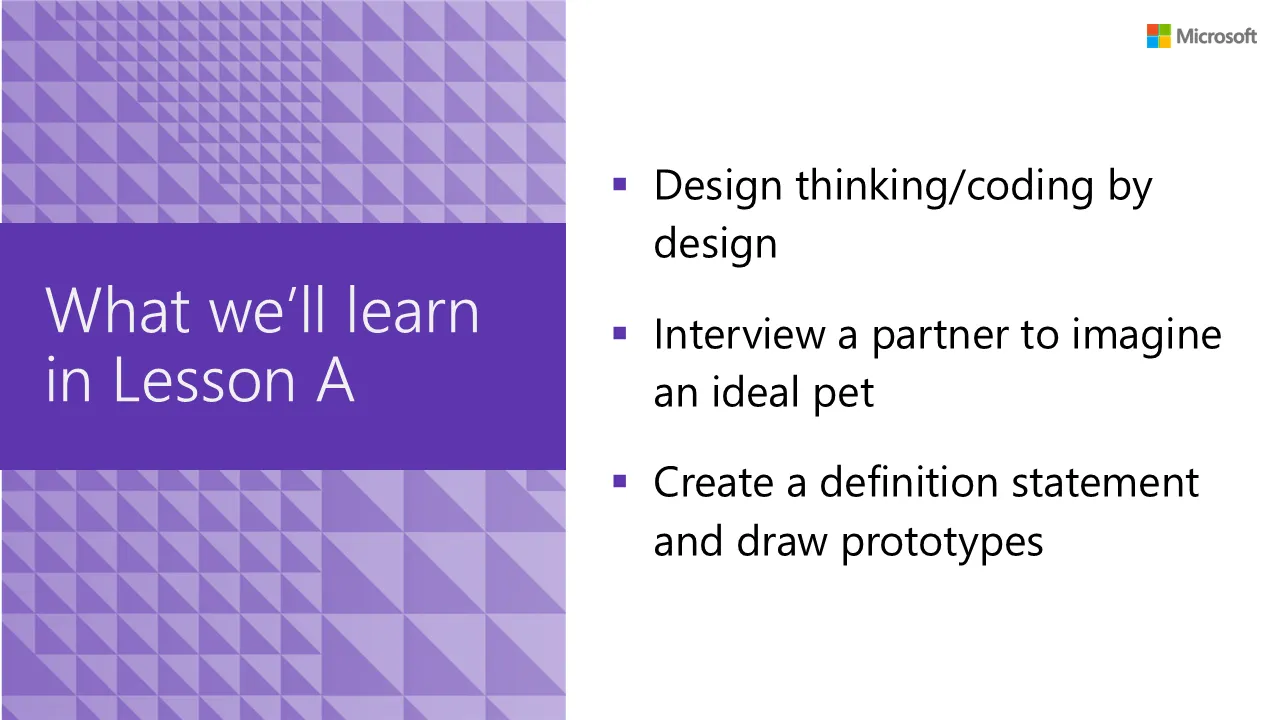 Microsoft
What we’ll learn
in Lesson A
▪ Design thinking/coding by
design
▪ Interview a partner to imagine
an ideal pet
▪ Create a definition statement
and draw prototypes